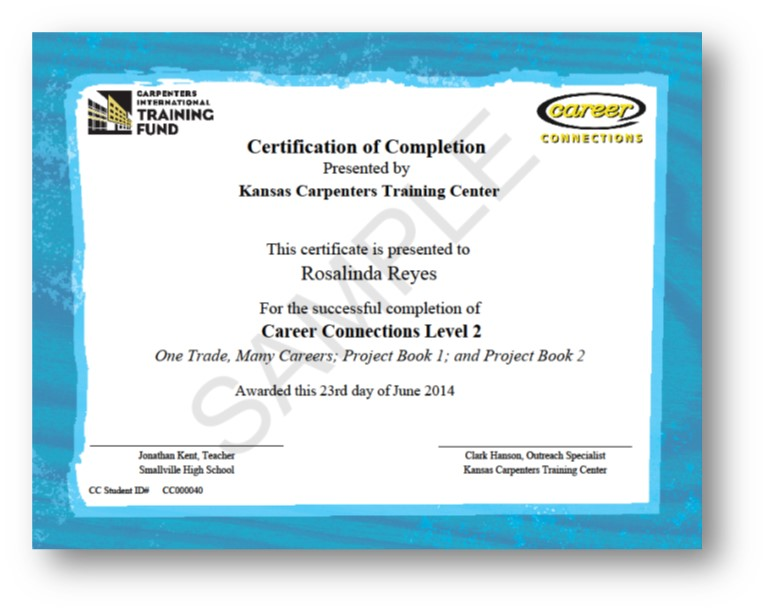 CARPENTERS
INTERNATIONAL
TRAINING
FUND
career
CONNECTIONS
Certification of Completion
Presented by
Kansas Carpenters Training Center
This certificate is presented to
Rosalinda Reyes
For the successful completion of
Career Connections Level 2
One Trade, Many Careers; Project Book 1; and Project Book 2
Awarded this 23rd day of June 2014
SAMPLE
Jonathan Kent, Teacher
Smallville High School
Clark Hanson, Outreach Specialist
Kansas Carpenters Training Center
CC Student ID# CC000040